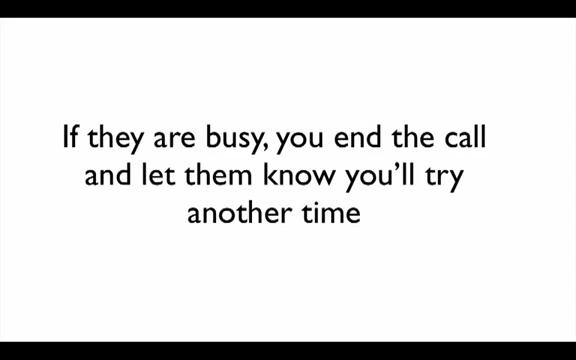 If they are busy, you end the call
and let them know you’ll try
another time